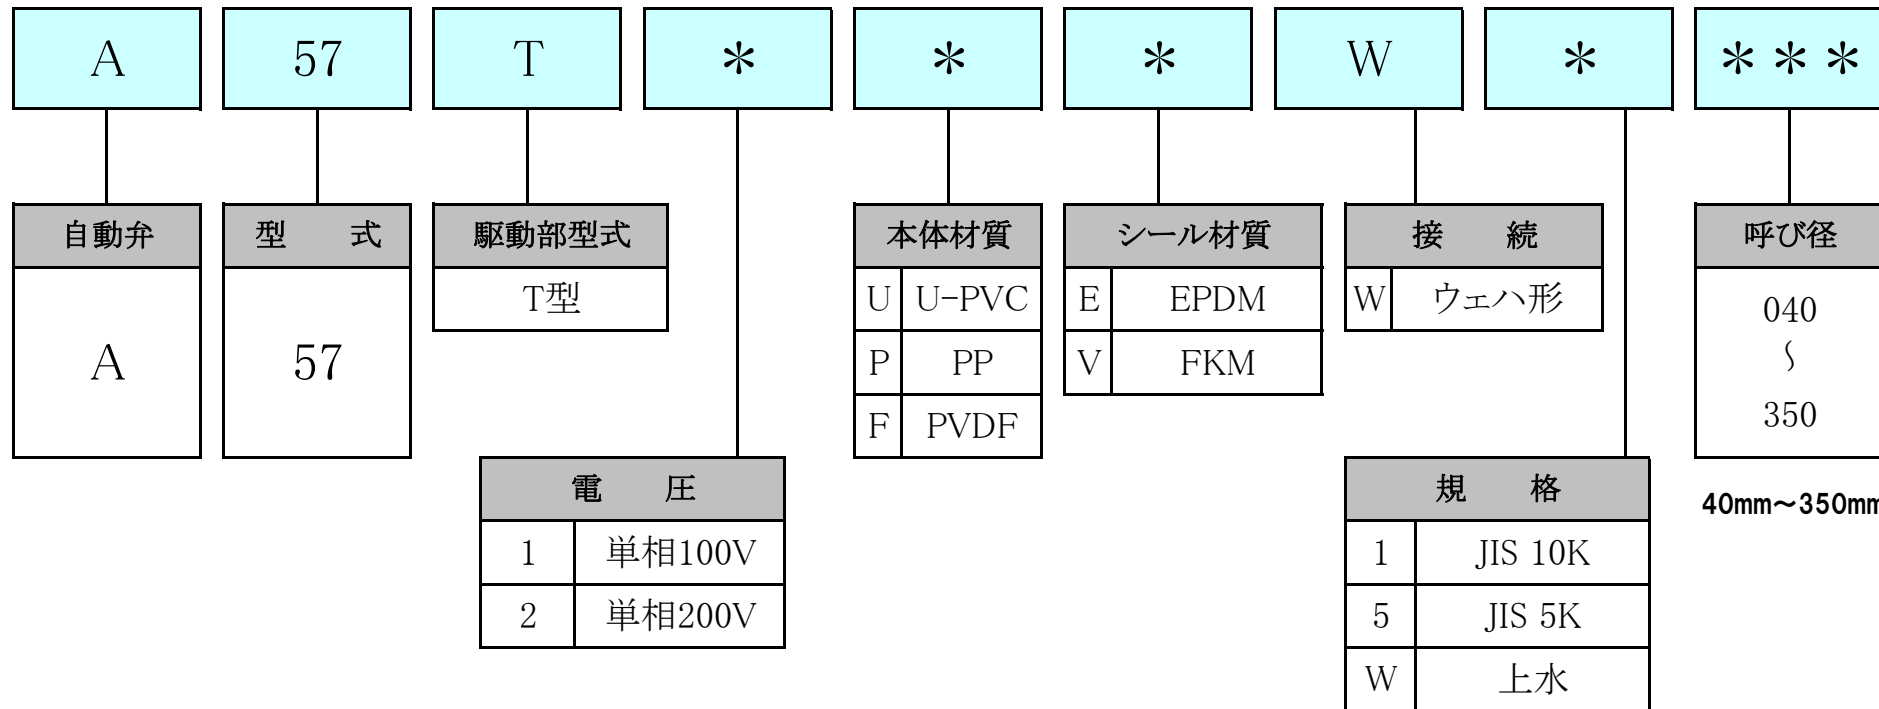 A 57 T * * * W * ***
自動弁 型 式 駆動部型式 本体材質 シール材質 接 続 呼び径
A 57 T型
U U-PVC
P PP
F PVDF
E EPDM
V FKM
W ウェハ形
040
~
350
40mm~350mm
電 圧
1 単相100V
2 単相200V
規 格
1 JIS 10K
5 JIS 5K
W 上水